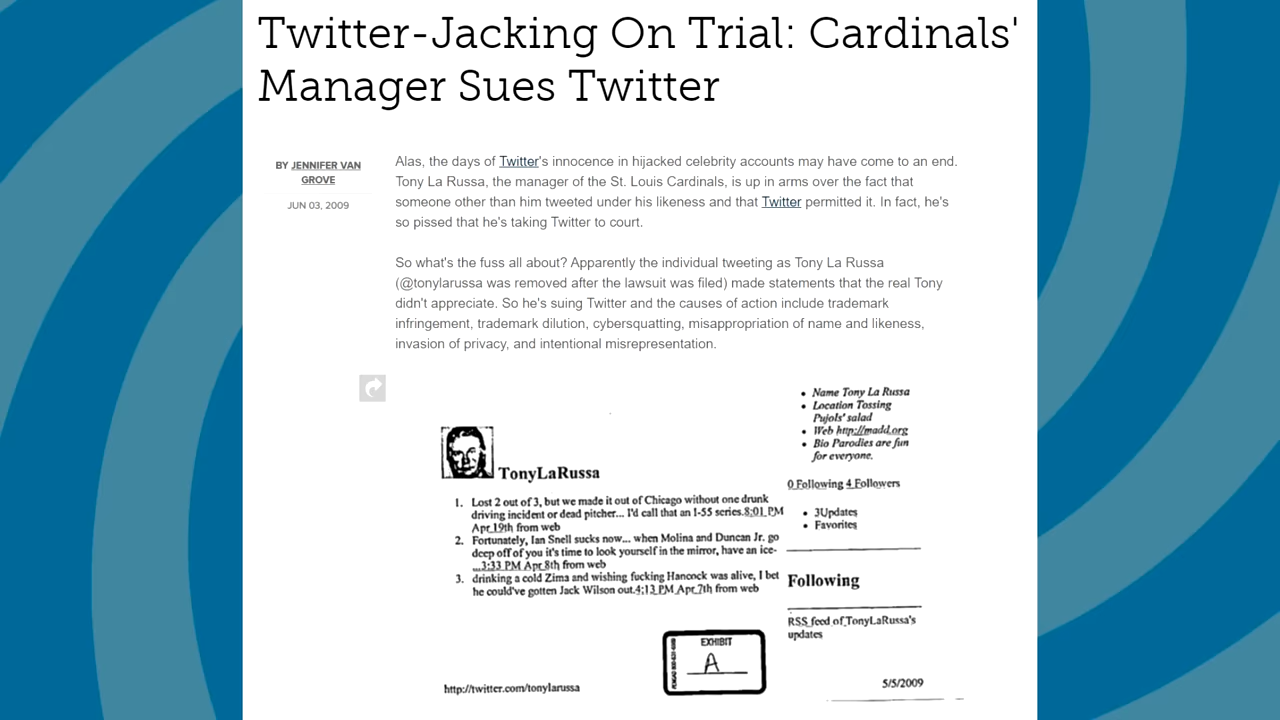 Twitter-Jacking On Trial: Cardinals'
Manager Sues Twitter
BY JENNIFER VAN
GROVE
JUN 03, 2009
Alas, the days of Twitter's innocence in hijacked celebrity accounts may have come to an end.
Tony La Russa, the manager of the St. Louis Cardinals, is up in arms over the fact that
someone other than him tweeted under his likeness and that Twitter permitted it. In fact, he's
so pissed that he's taking Twitter to court.
So what's the fuss all about? Apparently the individual tweeting as Tony La Russa
(@tonylarussa was removed after the lawsuit was filed) made statements that the real Tony
didn't appreciate. So he's suing Twitter and the causes of action include trademark
infringement, trademark dilution, cybersquatting, misappropriation of name and likeness,
invasion of privacy, and intentional misrepresentation.
TonyLaRussa
1. Lost 2 out of 3, but we made it out of Chicago without one drunk
driving incident or dead pitcher... I'd call that an I-55 series.8:01 PM
Apr 19th from web
2. Fortunately, Ian Snell sucks now... when Molina and Duncan Jr. go
deep off of you it's time to look yourself in the mirror, have an ice-
...3:33 PM Apr 8th from web
3. drinking a cold Zima and wishing fucking Hancock was alive, I bet
he could've gotten Jack Wilson out.4:13 PM Apr 7th from web
• Name Tony La Russa
• Location Tossing
Pujols' salad
• Web http://madd.org
• Bio Parodies are fun
for everyone.
0 Following 4 Followers
• 3Updates
• Favorites
Following
RSS feed of TonyLaRussa's
updates
EXHIBIT
A
http://twitter.com/tonylarussa
5/5/2009